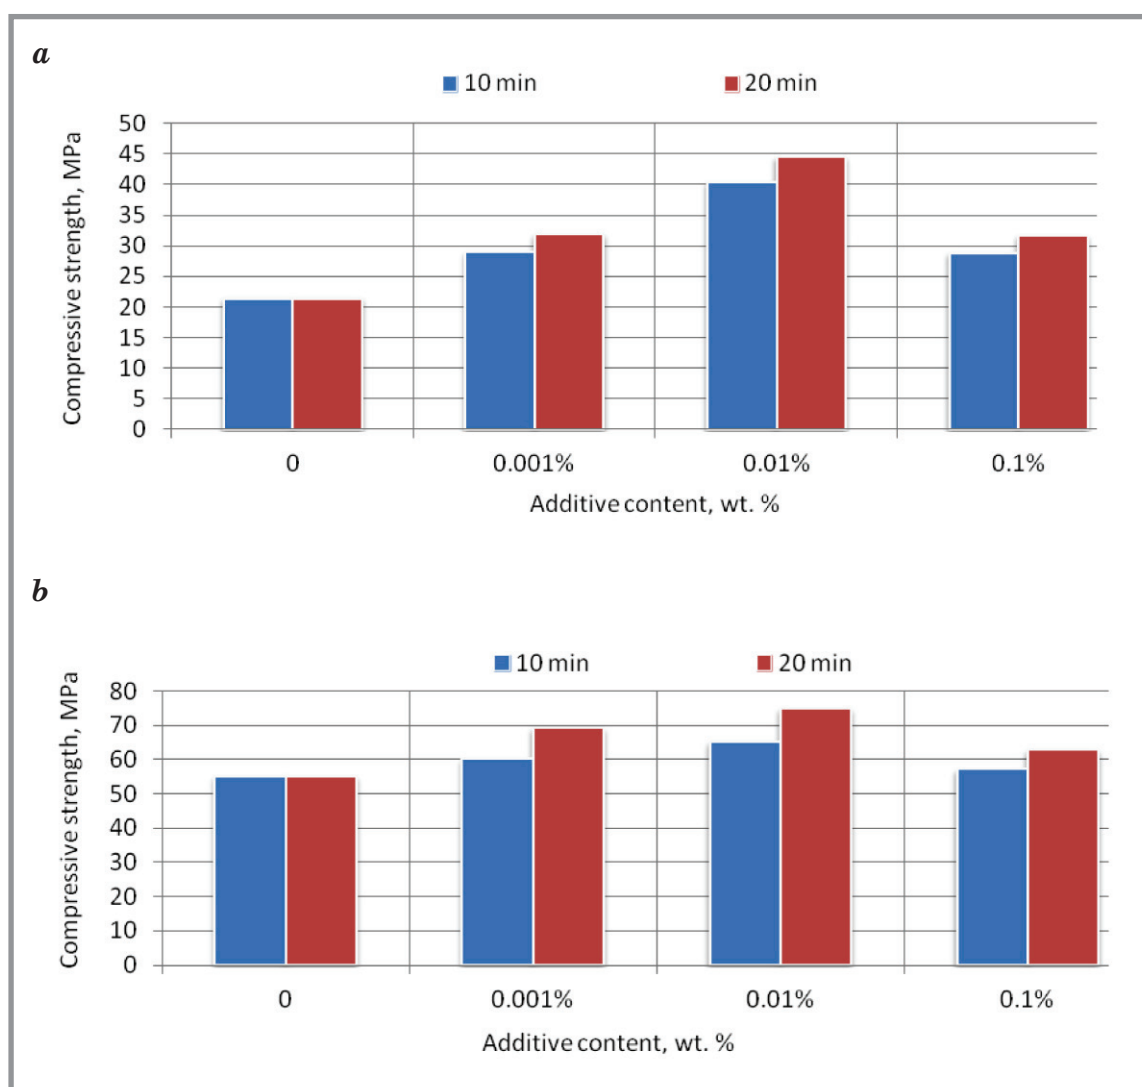 a
10 min 20 min
Compressive strength, MPa
50
45
40
35
30
25
20
15
10
5
0
0 0.001% 0.01% 0.1%
Additive content, wt. %
b
10 min 20 min
Compressive strength, MPa
80
70
60
50
40
30
20
10
0
0 0.001% 0.01% 0.1%
Additive content, wt. %